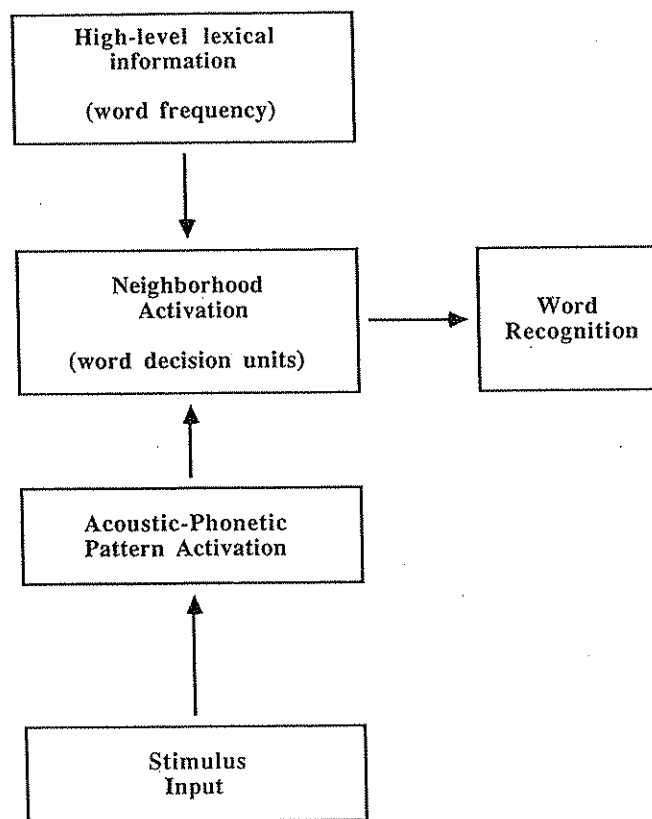 High-level lexical
information
(word frequency)
Neighborhood
Activation
(word decision units)
Word
Recognition
Acoustic-Phonetic
Pattern Activation
Stimulus
Input